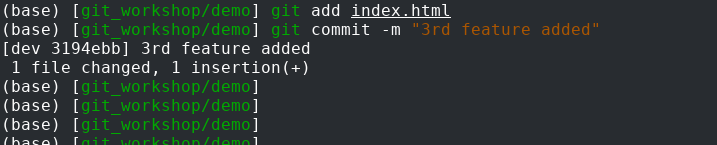 (base) [git_workshop/demo] git add index.html
(base) [git_workshop/demo] git commit -m "3rd feature added"
[dev 3194ebb] 3rd feature added
 1 file changed, 1 insertion(+)
(base) [git_workshop/demo]
(base) [git_workshop/demo]
(base) [git_workshop/demo]
(base) [git_workshop/demo]